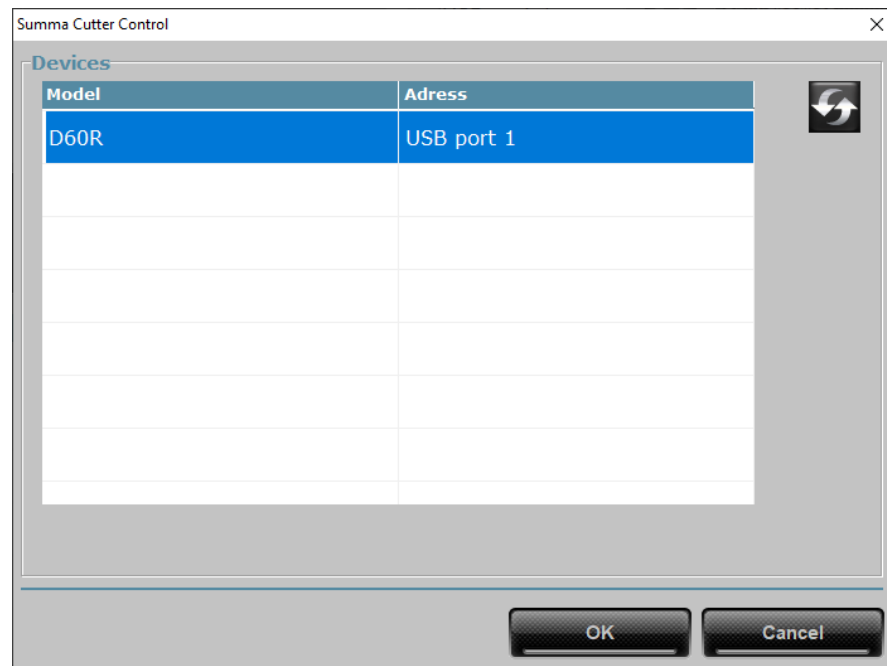 Summa Cutter Control
Devices
Model Adress
D60R USB port 1
OK Cancel